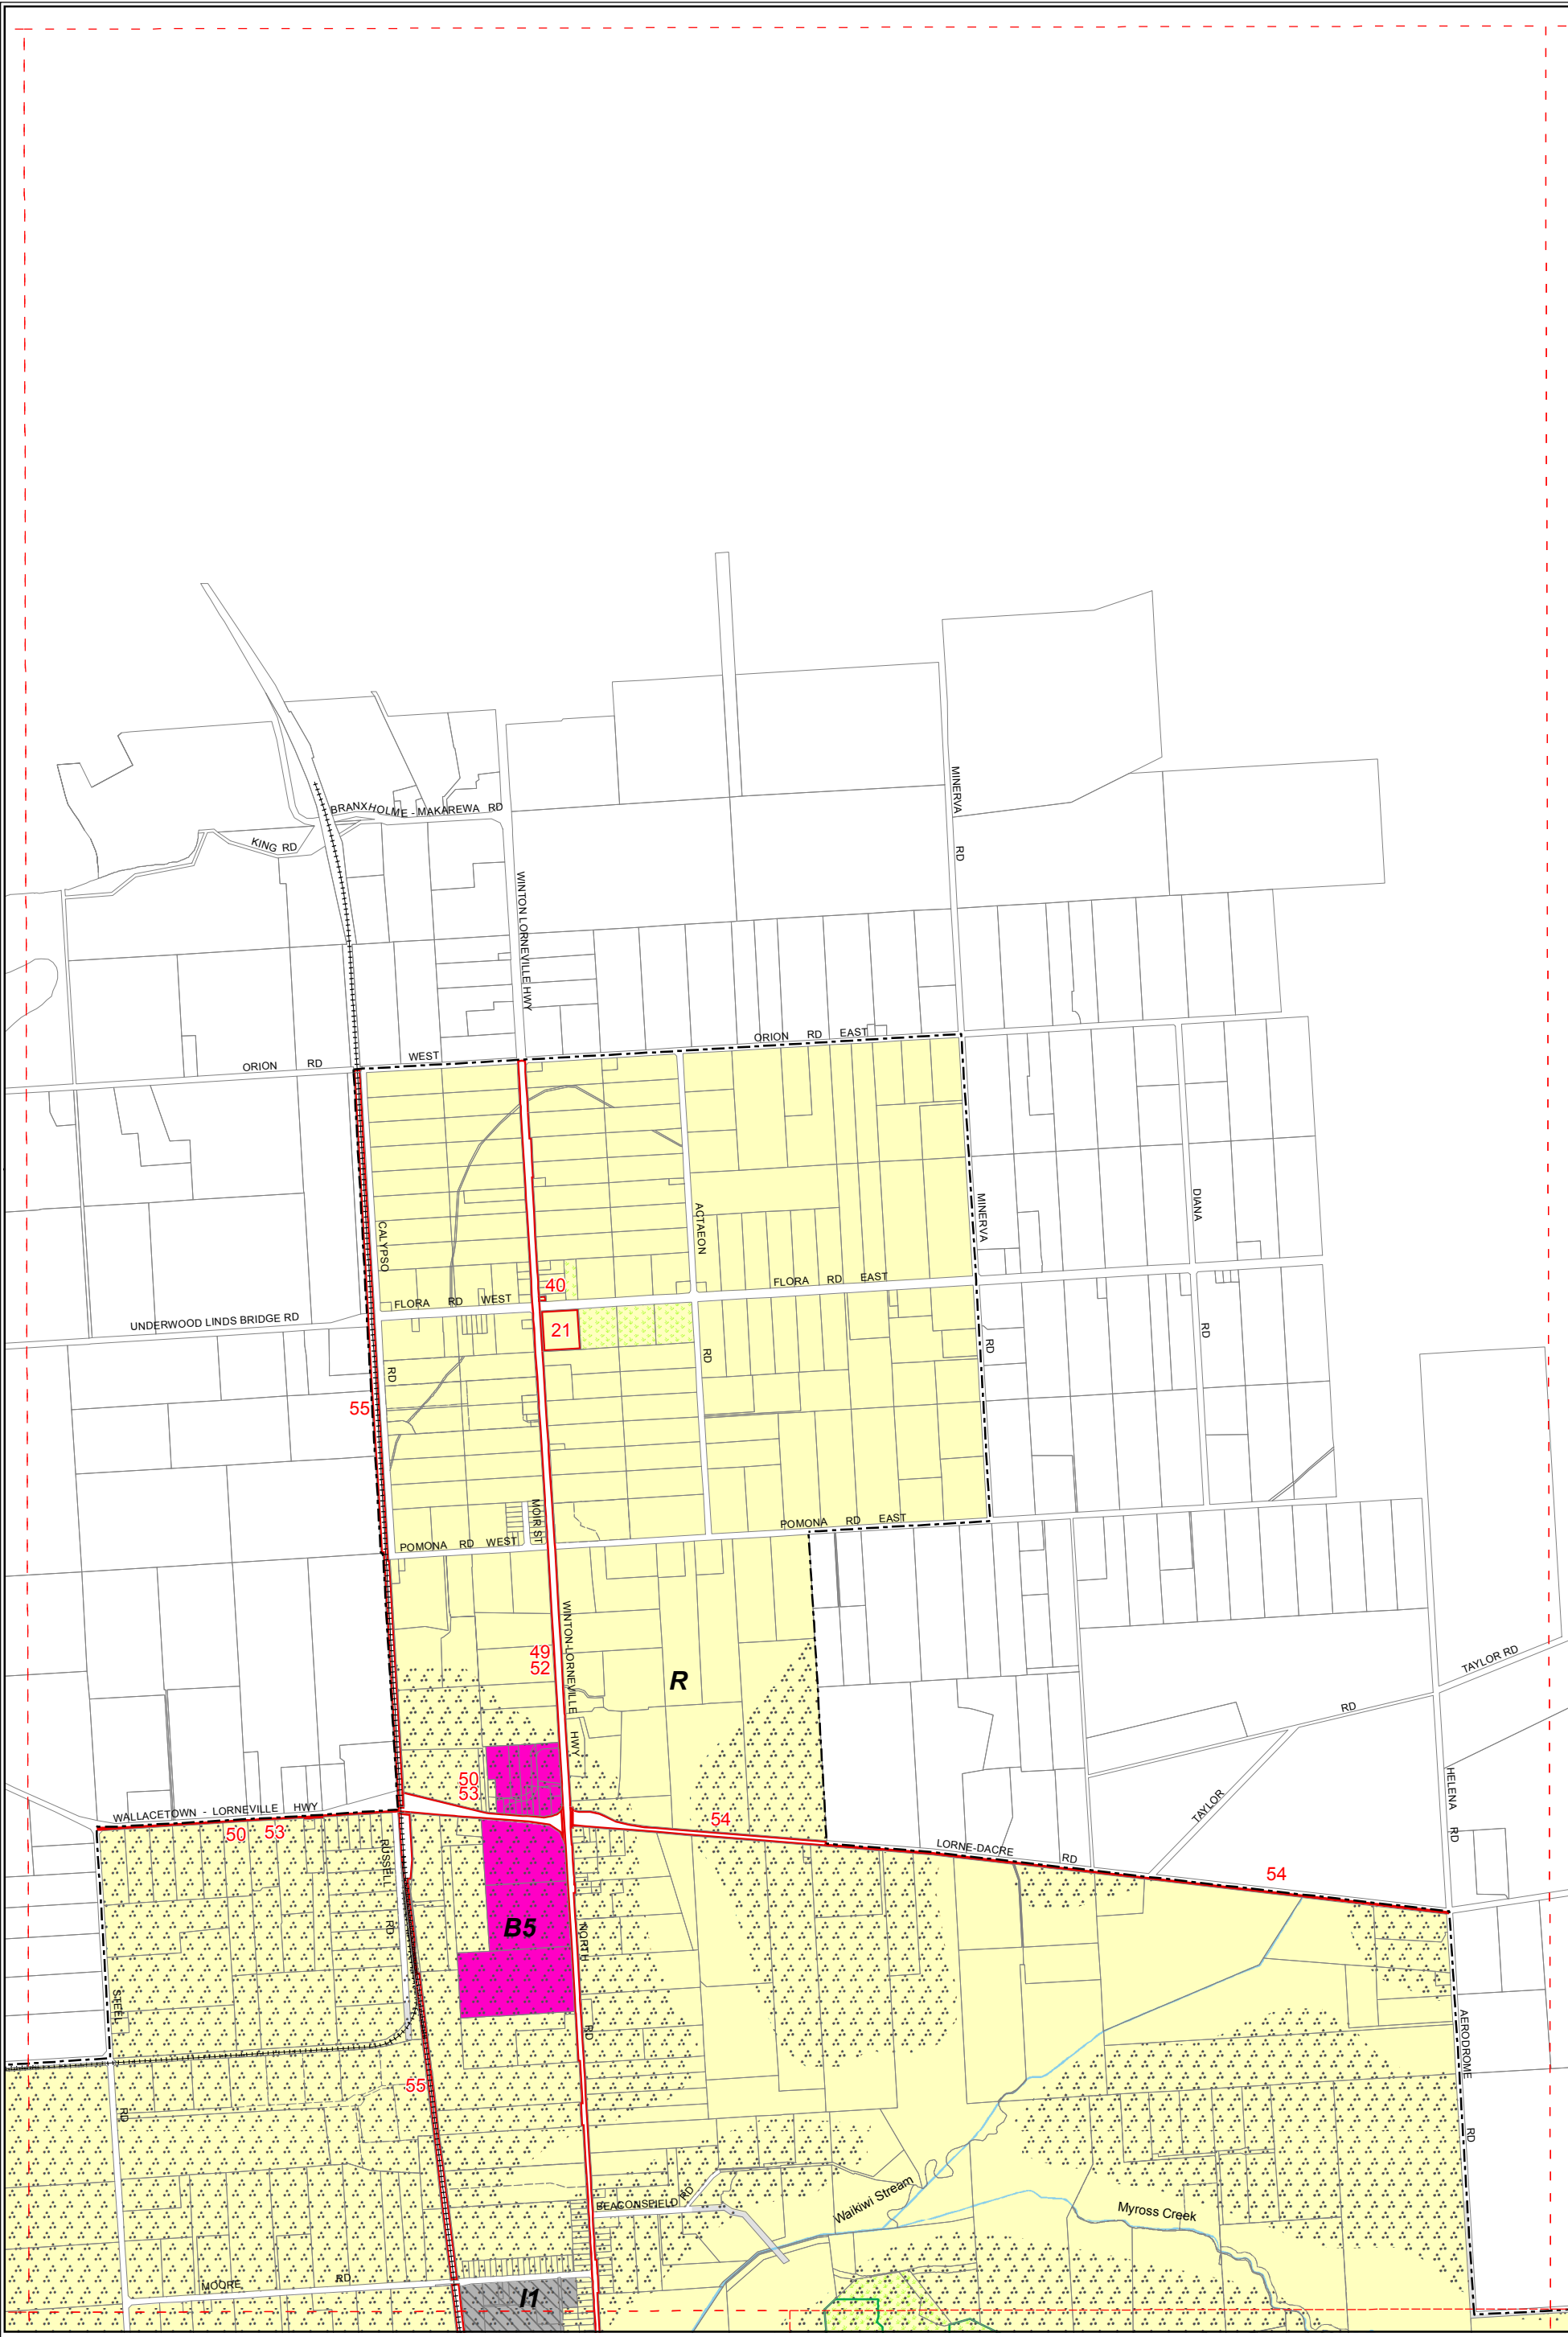 BRANXHOLME - MAKAREWA RD
KING RD
MINERVA
RD
WINTON LORNEVILLE HWY
ORION RD EAST
ORION RD WEST
CALYPSO
ACTAEON
MINERVA
DIANA
40
FLORA RD WEST
FLORA RD EAST
UNDERWOOD LINDS BRIDGE RD
21
RD
RD
RD
RD
55
MOIR ST
POMONA RD WEST
POMONA RD EAST
WINTON-LORNEVILLE HWY
49
52
R
TAYLOR RD
RD
TAYLOR
HELENA RD
50
53
WALLACETOWN - LORNEVILLE HWY
50 53
54
LORNE-DACRE RD
54
RUSSELL RD
B5
NORTH RD
STEEL RD
AERODROME RD
55
BEACONSFIELD RD
Waikiwi Stream
Myross Creek
MOORE RD
I1